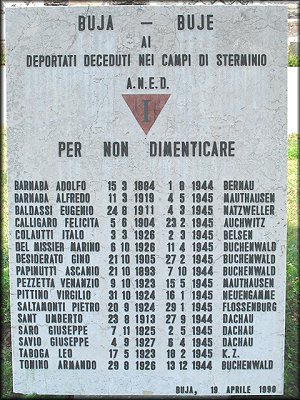 BUJA — BUJE
AI
DEPORTATI DECEDUTI NEI CAMPI DI STERMINIO
A.N.E.D.
I
PER NON DIMENTICARE
BARNABA ADOLFO 15 3 1884 1 8 1944 BERNAU
BARNABA ALFREDO 11 3 1919 4 5 1945 MAUTHAUSEN
BALDASSI EUGENIO 24 8 1911 4 3 1945 NATZWELLER
CALLIGARO FELICITA 5 6 1904 23 2 1945 AUCHWITZ
COLAUTTI ITALO 3 3 1926 2 3 1945 BELSEN
DEL MISSIER MARINO 6 10 1926 11 4 1945 BUCHENWALD
DESIDERATO GINO 21 10 1905 27 2 1945 BUCHENWALD
PAPINUTTI ASCANIO 21 10 1893 7 10 1944 BUCHENWALD
PEZZETTA VENANZIO 9 10 1923 15 5 1945 MAUTHAUSEN
PITTINO VIRGILIO 31 10 1924 16 1 1945 NEUENGAMME
SALTAMONTI PIETRO 20 9 1924 29 1 1945 FLOSSENBURG
SANT UMBERTO 23 8 1913 27 9 1944 DACHAU
SARO GIUSEPPE 7 11 1925 2 5 1945 DACHAU
SAVIO GIUSEPPE 4 9 1927 6 4 1945 DACHAU
TABOGA LEO 17 5 1923 18 2 1945 K.Z.
TONINO ARMANDO 29 8 1926 13 12 1944 BUCHENWALD
BUJA, 19 APRILE 1998